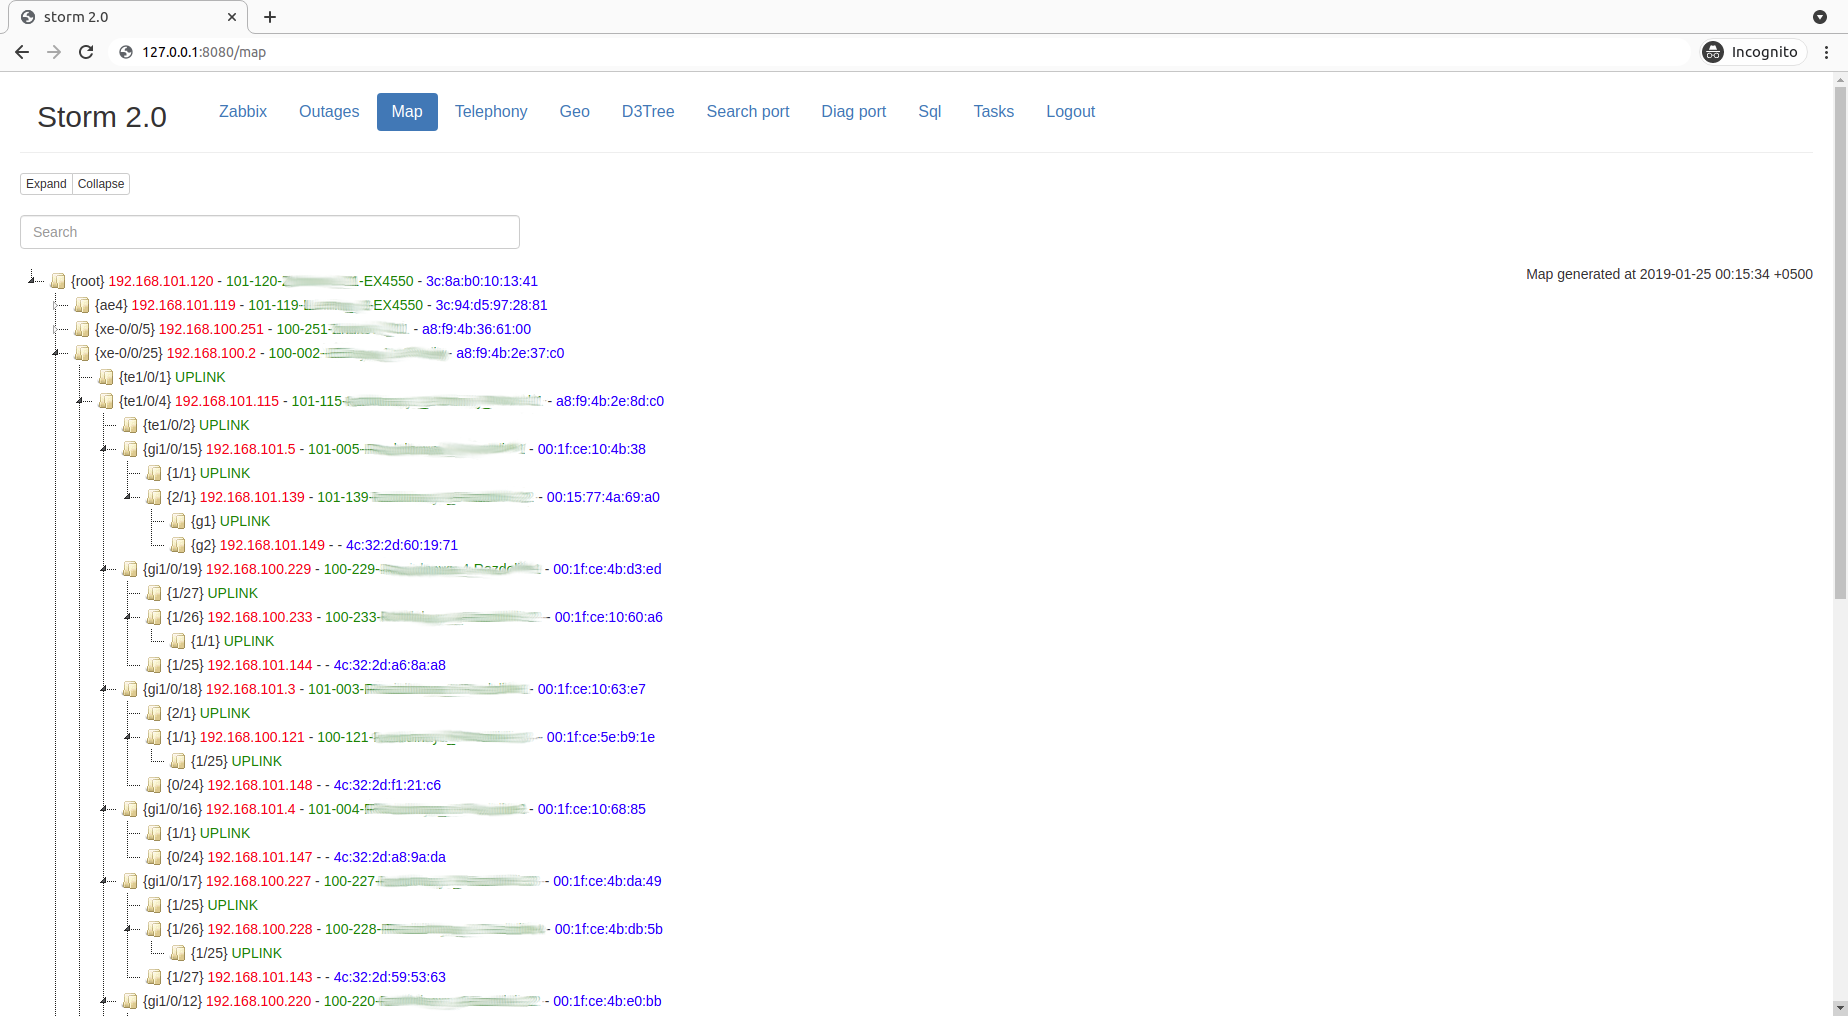 storm 2.0
127.0.0.1:8080/map
Incognito
Storm 2.0 Zabbix Outages Map Telephony Geo D3Tree Search port Diag port Sql Tasks Logout
Expand Collapse
Search
Map generated at 2019-01-25 00:15:34 +0500
{root} 192.168.101.120 - 101-120- -EX4550 - 3c:8a:b0:10:13:41
{ae4} 192.168.101.119 - 101-119- -EX4550 - 3c:94:d5:97:28:81
{xe-0/0/5} 192.168.100.251 - 100-251- - a8:f9:4b:36:61:00
{xe-0/0/25} 192.168.100.2 - 100-002- - a8:f9:4b:2e:37:c0
{te1/0/1} UPLINK
{te1/0/4} 192.168.101.115 - 101-115- - a8:f9:4b:2e:8d:c0
{te1/0/2} UPLINK
{gi1/0/15} 192.168.101.5 - 101-005- - 00:1f:ce:10:4b:38
{1/1} UPLINK
{2/1} 192.168.101.139 - 101-139- - 00:15:77:4a:69:a0
{g1} UPLINK
{g2} 192.168.101.149 - - 4c:32:2d:60:19:71
{gi1/0/19} 192.168.100.229 - 100-229- - 00:1f:ce:4b:d3:ed
{1/27} UPLINK
{1/26} 192.168.100.233 - 100-233- - 00:1f:ce:10:60:a6
{1/1} UPLINK
{1/25} 192.168.101.144 - - 4c:32:2d:a6:8a:a8
{gi1/0/18} 192.168.101.3 - 101-003- - 00:1f:ce:10:63:e7
{2/1} UPLINK
{1/1} 192.168.100.121 - 100-121- - 00:1f:ce:5e:b9:1e
{1/25} UPLINK
{0/24} 192.168.101.148 - - 4c:32:2d:f1:21:c6
{gi1/0/16} 192.168.101.4 - 101-004- - 00:1f:ce:10:68:85
{1/1} UPLINK
{0/24} 192.168.101.147 - - 4c:32:2d:a8:9a:da
{gi1/0/17} 192.168.100.227 - 100-227- - 00:1f:ce:4b:da:49
{1/25} UPLINK
{1/26} 192.168.100.228 - 100-228- - 00:1f:ce:4b:db:5b
{1/25} UPLINK
{1/27} 192.168.101.143 - - 4c:32:2d:59:53:63
{gi1/0/12} 192.168.100.220 - 100-220- - 00:1f:ce:4b:e0:bb